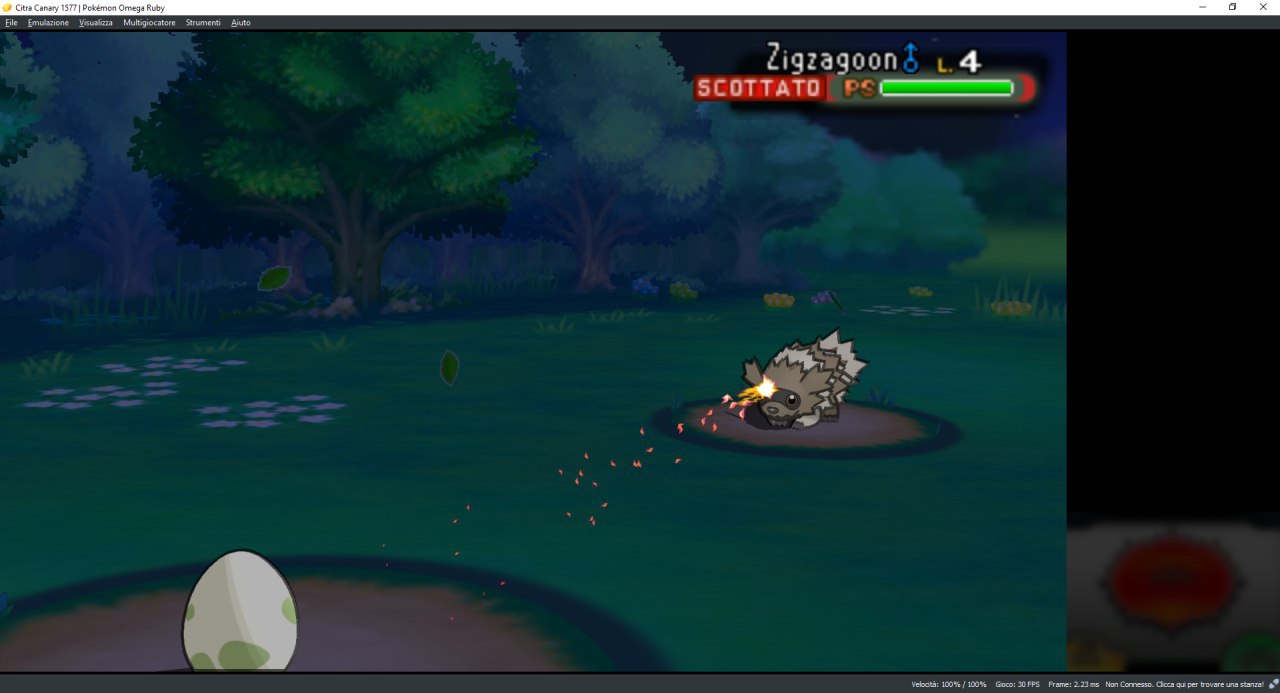 Citra Canary 1577 | Pokémon Omega Ruby
File Emulazione Visualizza Multigiocatore Strumenti Aiuto
Zigzagoon♂ L. 4
SCOTTATO PS
Velocità: 100% / 100% Gioco: 30 FPS Frame: 2.23 ms Non Connesso. Clicca qui per trovare una stanza!